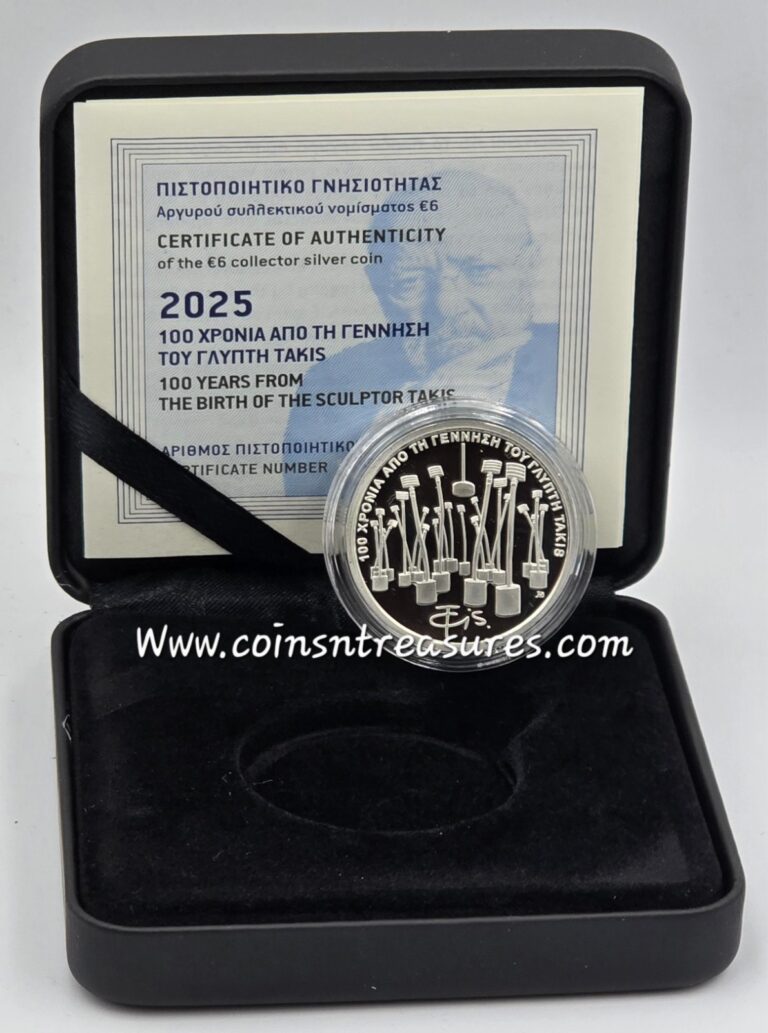 ΠΙΣΤΟΠΟΙΗΤΙΚΟ ΓΝΗΣΙΟΤΗΤΑΣ
Αργυρού συλλεκτικού νομίσματος €6
CERTIFICATE OF AUTHENTICITY
of the €6 collector silver coin
2025
100 ΧΡΟΝΙΑ ΑΠΟ ΤΗ ΓΕΝΝΗΣΗ
ΤΟΥ ΓΛΥΠΤΗ TAKIS
100 YEARS FROM
THE BIRTH OF THE SCULPTOR TAKIS
ΑΡΙΘΜΟΣ ΠΙΣΤΟΠΟΙΗΤΙΚΟ
CERTIFICATE NUMBER
100 ΧΡΟΝΙΑ ΑΠΟ ΤΗ ΓΕΝΝΗΣΗ ΤΟΥ ΓΛΥΠΤΗ TAKIS
Www.coinsntreasures.com